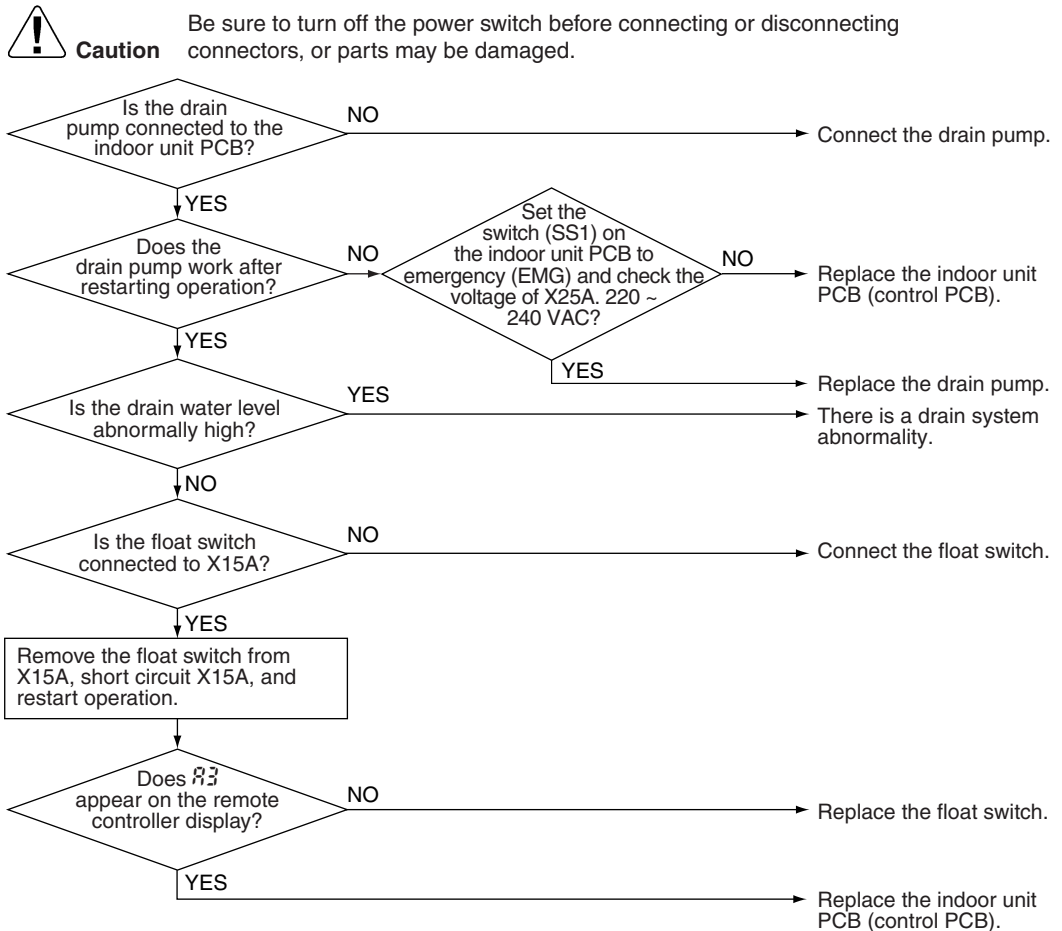 Be sure to turn off the power switch before connecting or disconnecting
Caution connectors, or parts may be damaged.
Is the drain
pump connected to the
indoor unit PCB?
NO
Connect the drain pump.
YES
Does the
drain pump work after
restarting operation?
NO
Set the
switch (SS1) on
the indoor unit PCB to
emergency (EMG) and check the
voltage of X25A. 220 ~
240 VAC?
NO
Replace the indoor unit
PCB (control PCB).
YES
Replace the drain pump.
YES
Is the drain water level
abnormally high?
YES
There is a drain system
abnormality.
NO
Is the float switch
connected to X15A?
NO
Connect the float switch.
YES
Remove the float switch from
X15A, short circuit X15A, and
restart operation.
Does A3
appear on the remote
controller display?
NO
Replace the float switch.
YES
Replace the indoor unit
PCB (control PCB).